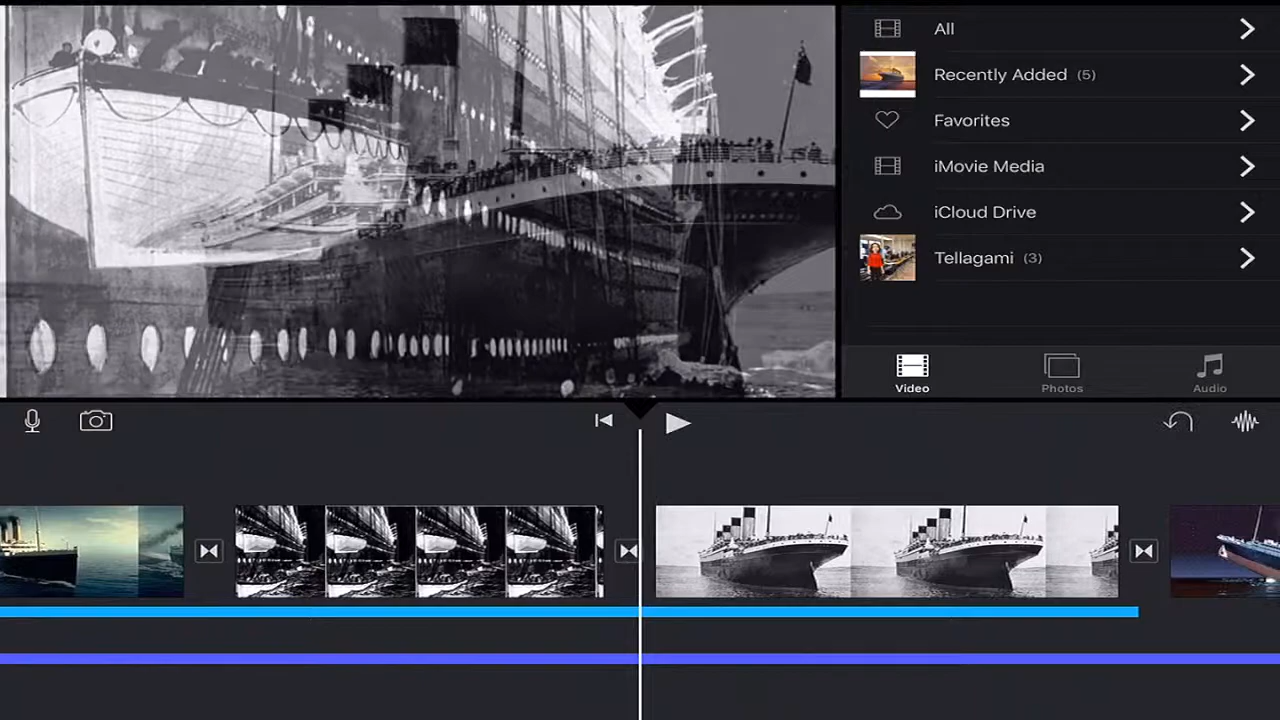 All
Recently Added (5)
Favorites
iMovie Media
iCloud Drive
Tellagami (3)
Video
Photos
Audio